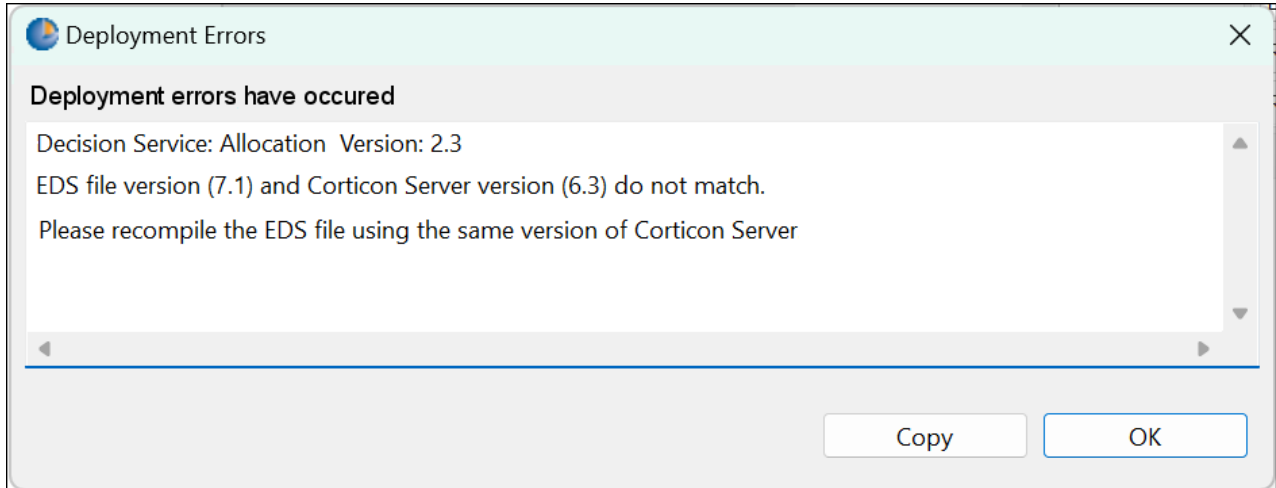 Deployment Errors
Deployment errors have occured
Decision Service: Allocation  Version: 2.3
EDS file version (7.1) and Corticon Server version (6.3) do not match.
Please recompile the EDS file using the same version of Corticon Server
Copy
OK